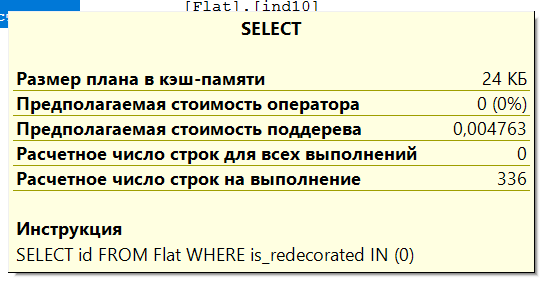 [Flat].[ind10]
SELECT
Размер плана в кэш-памяти 24 КБ
Предполагаемая стоимость оператора 0 (0%)
Предполагаемая стоимость поддерева 0,004763
Расчетное число строк для всех выполнений 0
Расчетное число строк на выполнение 336
Инструкция
SELECT id FROM Flat WHERE is_redecorated IN (0)